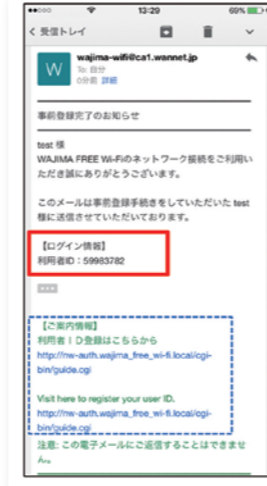 13:29
69%
< 受信トレイ
W
wajima-wifi@ca1.wannet.jp
To: 自分
0分前 詳細
事前登録完了のお知らせ
test 様
WAJIMA FREE Wi-Fiのネットワーク接続をご利用い
ただき誠にありがとうございます。
このメールは事前登録手続きをしていただいた test
様に送信させていただいております。
【ログイン情報】
利用者ID：59983782
【ご案内情報】
利用者ＩＤ登録はこちらから
http://nw-auth.wajima_free_wi-fi.local/cgi-
bin/guide.cgi
Visit here to register your user ID.
http://nw-auth.wajima_free_wi-fi.local/cgi-
bin/guide.cgi
注意: この電子メールにご返信することはできませ
ん。